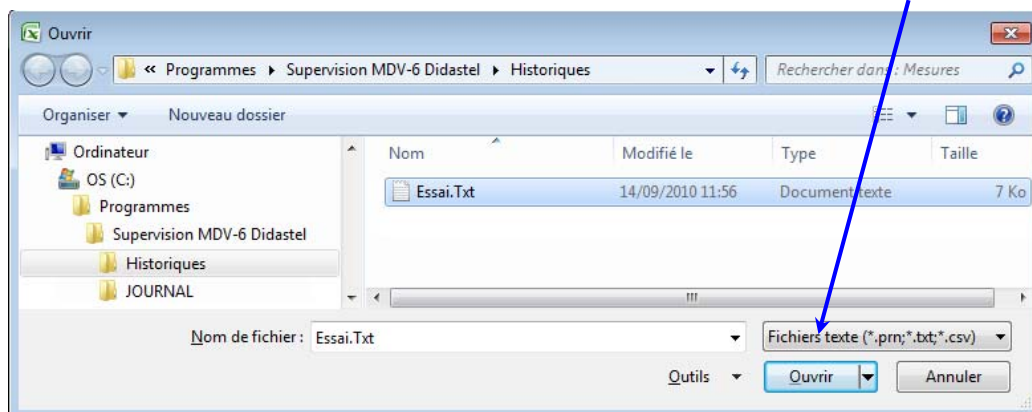 Ouvrir
« Programmes ▸ Supervision MDV-6 Didastel ▸ Historiques
Rechercher dans : Mesures
Organiser ▾ Nouveau dossier
Ordinateur
OS (C:)
Programmes
Supervision MDV-6 Didastel
Historiques
JOURNAL
Nom Modifié le Type Taille
Essai.Txt 14/09/2010 11:56 Document texte 7 Ko
Nom de fichier : Essai.Txt
Fichiers texte (*.prn;*.txt;*.csv)
Outils Ouvrir Annuler